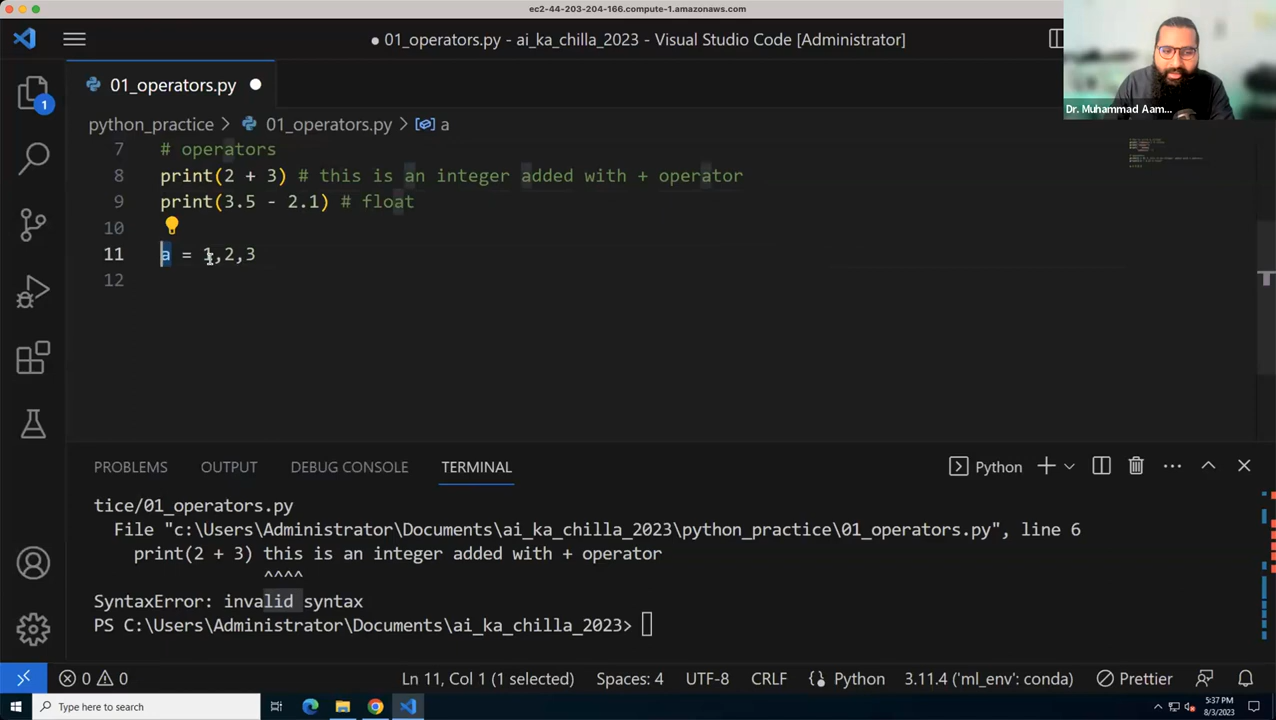 ec2-44-203-204-166.compute-1.amazonaws.com
● 01_operators.py - ai_ka_chilla_2023 - Visual Studio Code [Administrator]
Dr. Muhammad Aam...
1
01_operators.py
python_practice > 01_operators.py > a
7 # operators
8 print(2 + 3) # this is an integer added with + operator
9 print(3.5 - 2.1) # float
10
11 a = 1,2,3
12
PROBLEMS OUTPUT DEBUG CONSOLE TERMINAL Python
tice/01_operators.py
File "c:\Users\Administrator\Documents\ai_ka_chilla_2023\python_practice\01_operators.py", line 6
print(2 + 3) this is an integer added with + operator
^^^^
SyntaxError: invalid syntax
PS C:\Users\Administrator\Documents\ai_ka_chilla_2023>
0 0 Ln 11, Col 1 (1 selected) Spaces: 4 UTF-8 CRLF Python 3.11.4 ('ml_env': conda) Prettier
Type here to search
5:37 PM
8/3/2023